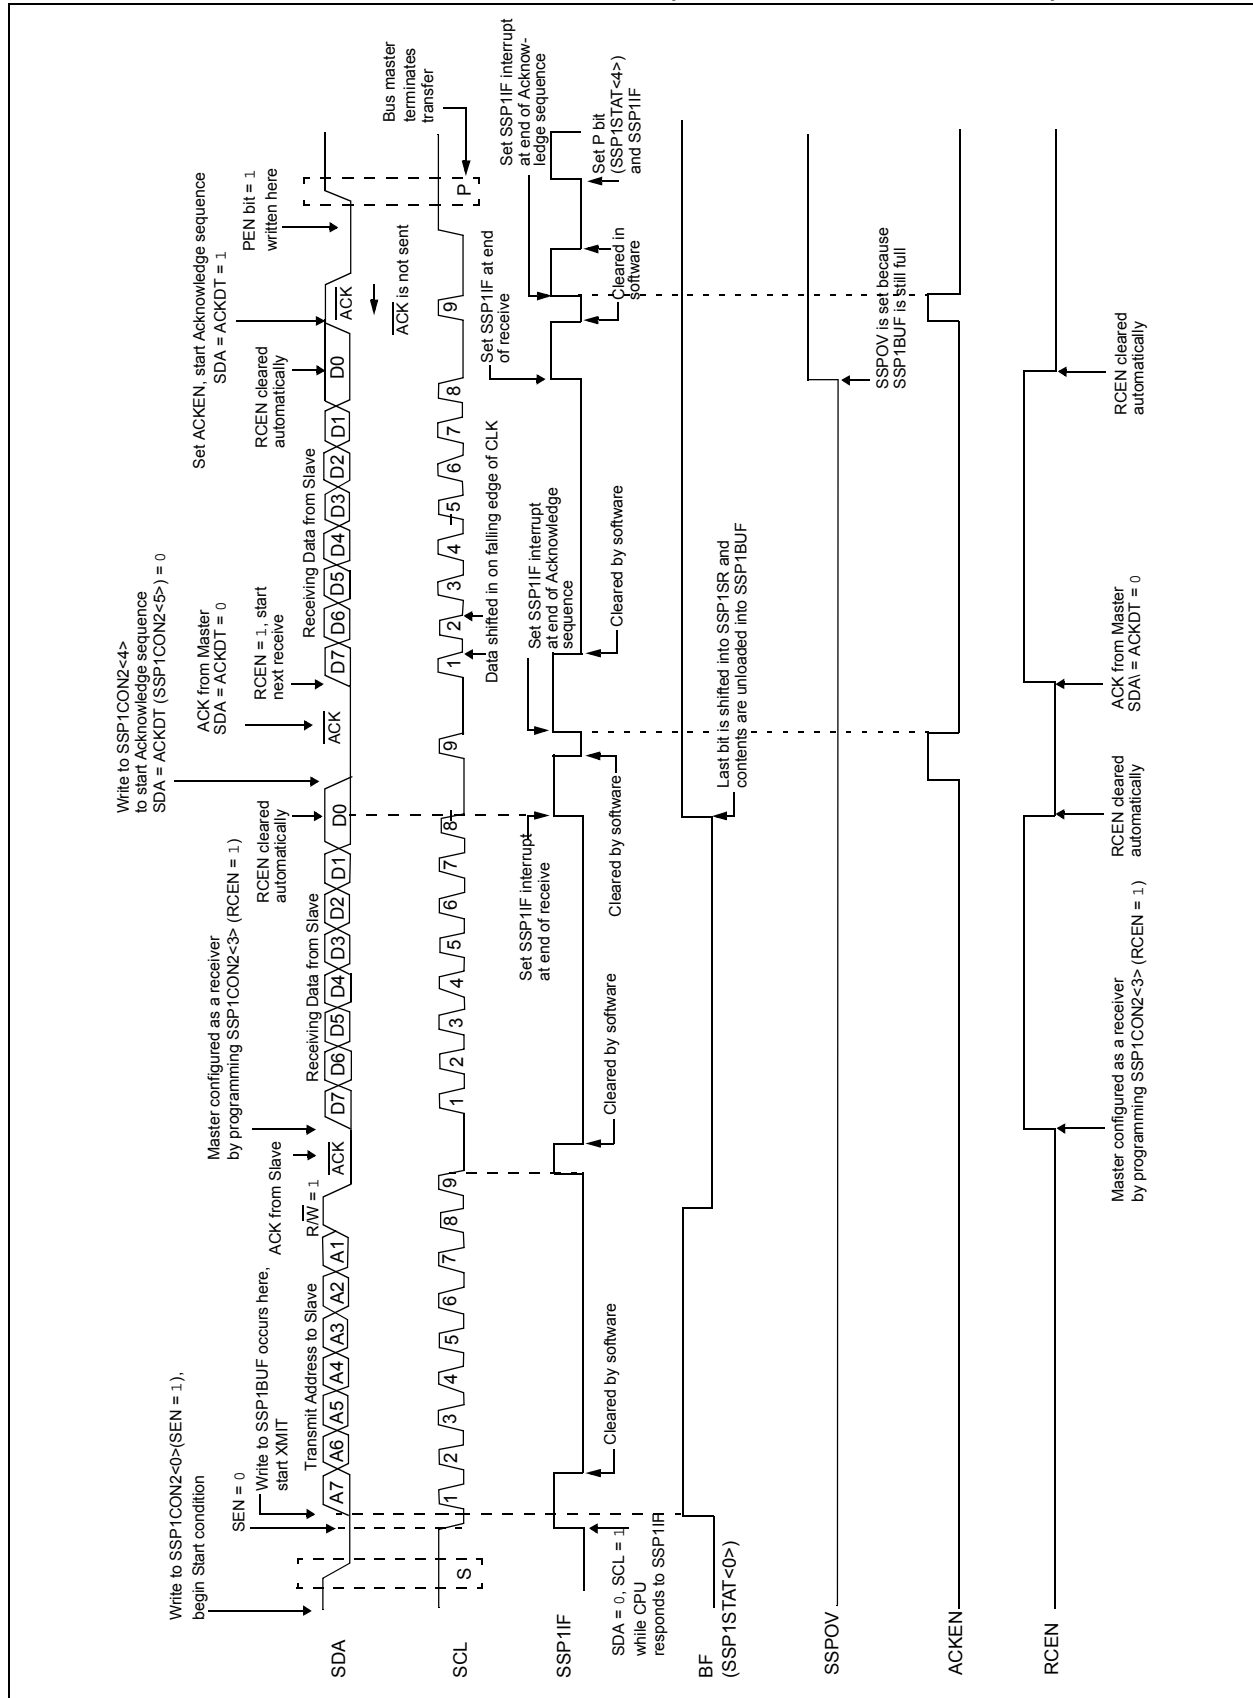 Write to SSP1CON2<0>(SEN = 1),
begin Start condition
SEN = 0
Write to SSP1BUF occurs here,
start XMIT
ACK from Slave
Master configured as a receiver
by programming SSP1CON2<3> (RCEN = 1)
RCEN cleared
automatically
Write to SSP1CON2<4>
to start Acknowledge sequence
SDA = ACKDT (SSP1CON2<5>) = 0
ACK from Master
SDA = ACKDT = 0
RCEN = 1, start
next receive
Set ACKEN, start Acknowledge sequence
SDA = ACKDT = 1
RCEN cleared
automatically
PEN bit = 1
written here
Transmit Address to Slave
R/W = 1
Receiving Data from Slave
Receiving Data from Slave
SDA
A7 A6 A5 A4 A3 A2 A1 ACK D7 D6 D5 D4 D3 D2 D1 D0 ACK D7 D6 D5 D4 D3 D2 D1 D0 ACK
ACK is not sent
Bus master
terminates
transfer
SCL
S 1 2 3 4 5 6 7 8 9 1 2 3 4 5 6 7 8 9 1 2 3 4 5 6 7 8 9 P
Data shifted in on falling edge of CLK
Set SSP1IF interrupt
at end of receive
Set SSP1IF interrupt
at end of Acknowledge
sequence
Set SSP1IF at end
of receive
Set SSP1IF interrupt
at end of Acknow-
ledge sequence
SSP1IF
SDA = 0, SCL = 1
while CPU
responds to SSP1IF
Cleared by software
Cleared by software
Cleared by software
Cleared by software
Cleared in
software
Set P bit
(SSP1STAT<4>)
and SSP1IF
BF
(SSP1STAT<0>)
Last bit is shifted into SSP1SR and
contents are unloaded into SSP1BUF
SSPOV
SSPOV is set because
SSP1BUF is still full
ACKEN
RCEN
Master configured as a receiver
by programming SSP1CON2<3> (RCEN = 1)
RCEN cleared
automatically
ACK from Master
SDA\ = ACKDT = 0
RCEN cleared
automatically